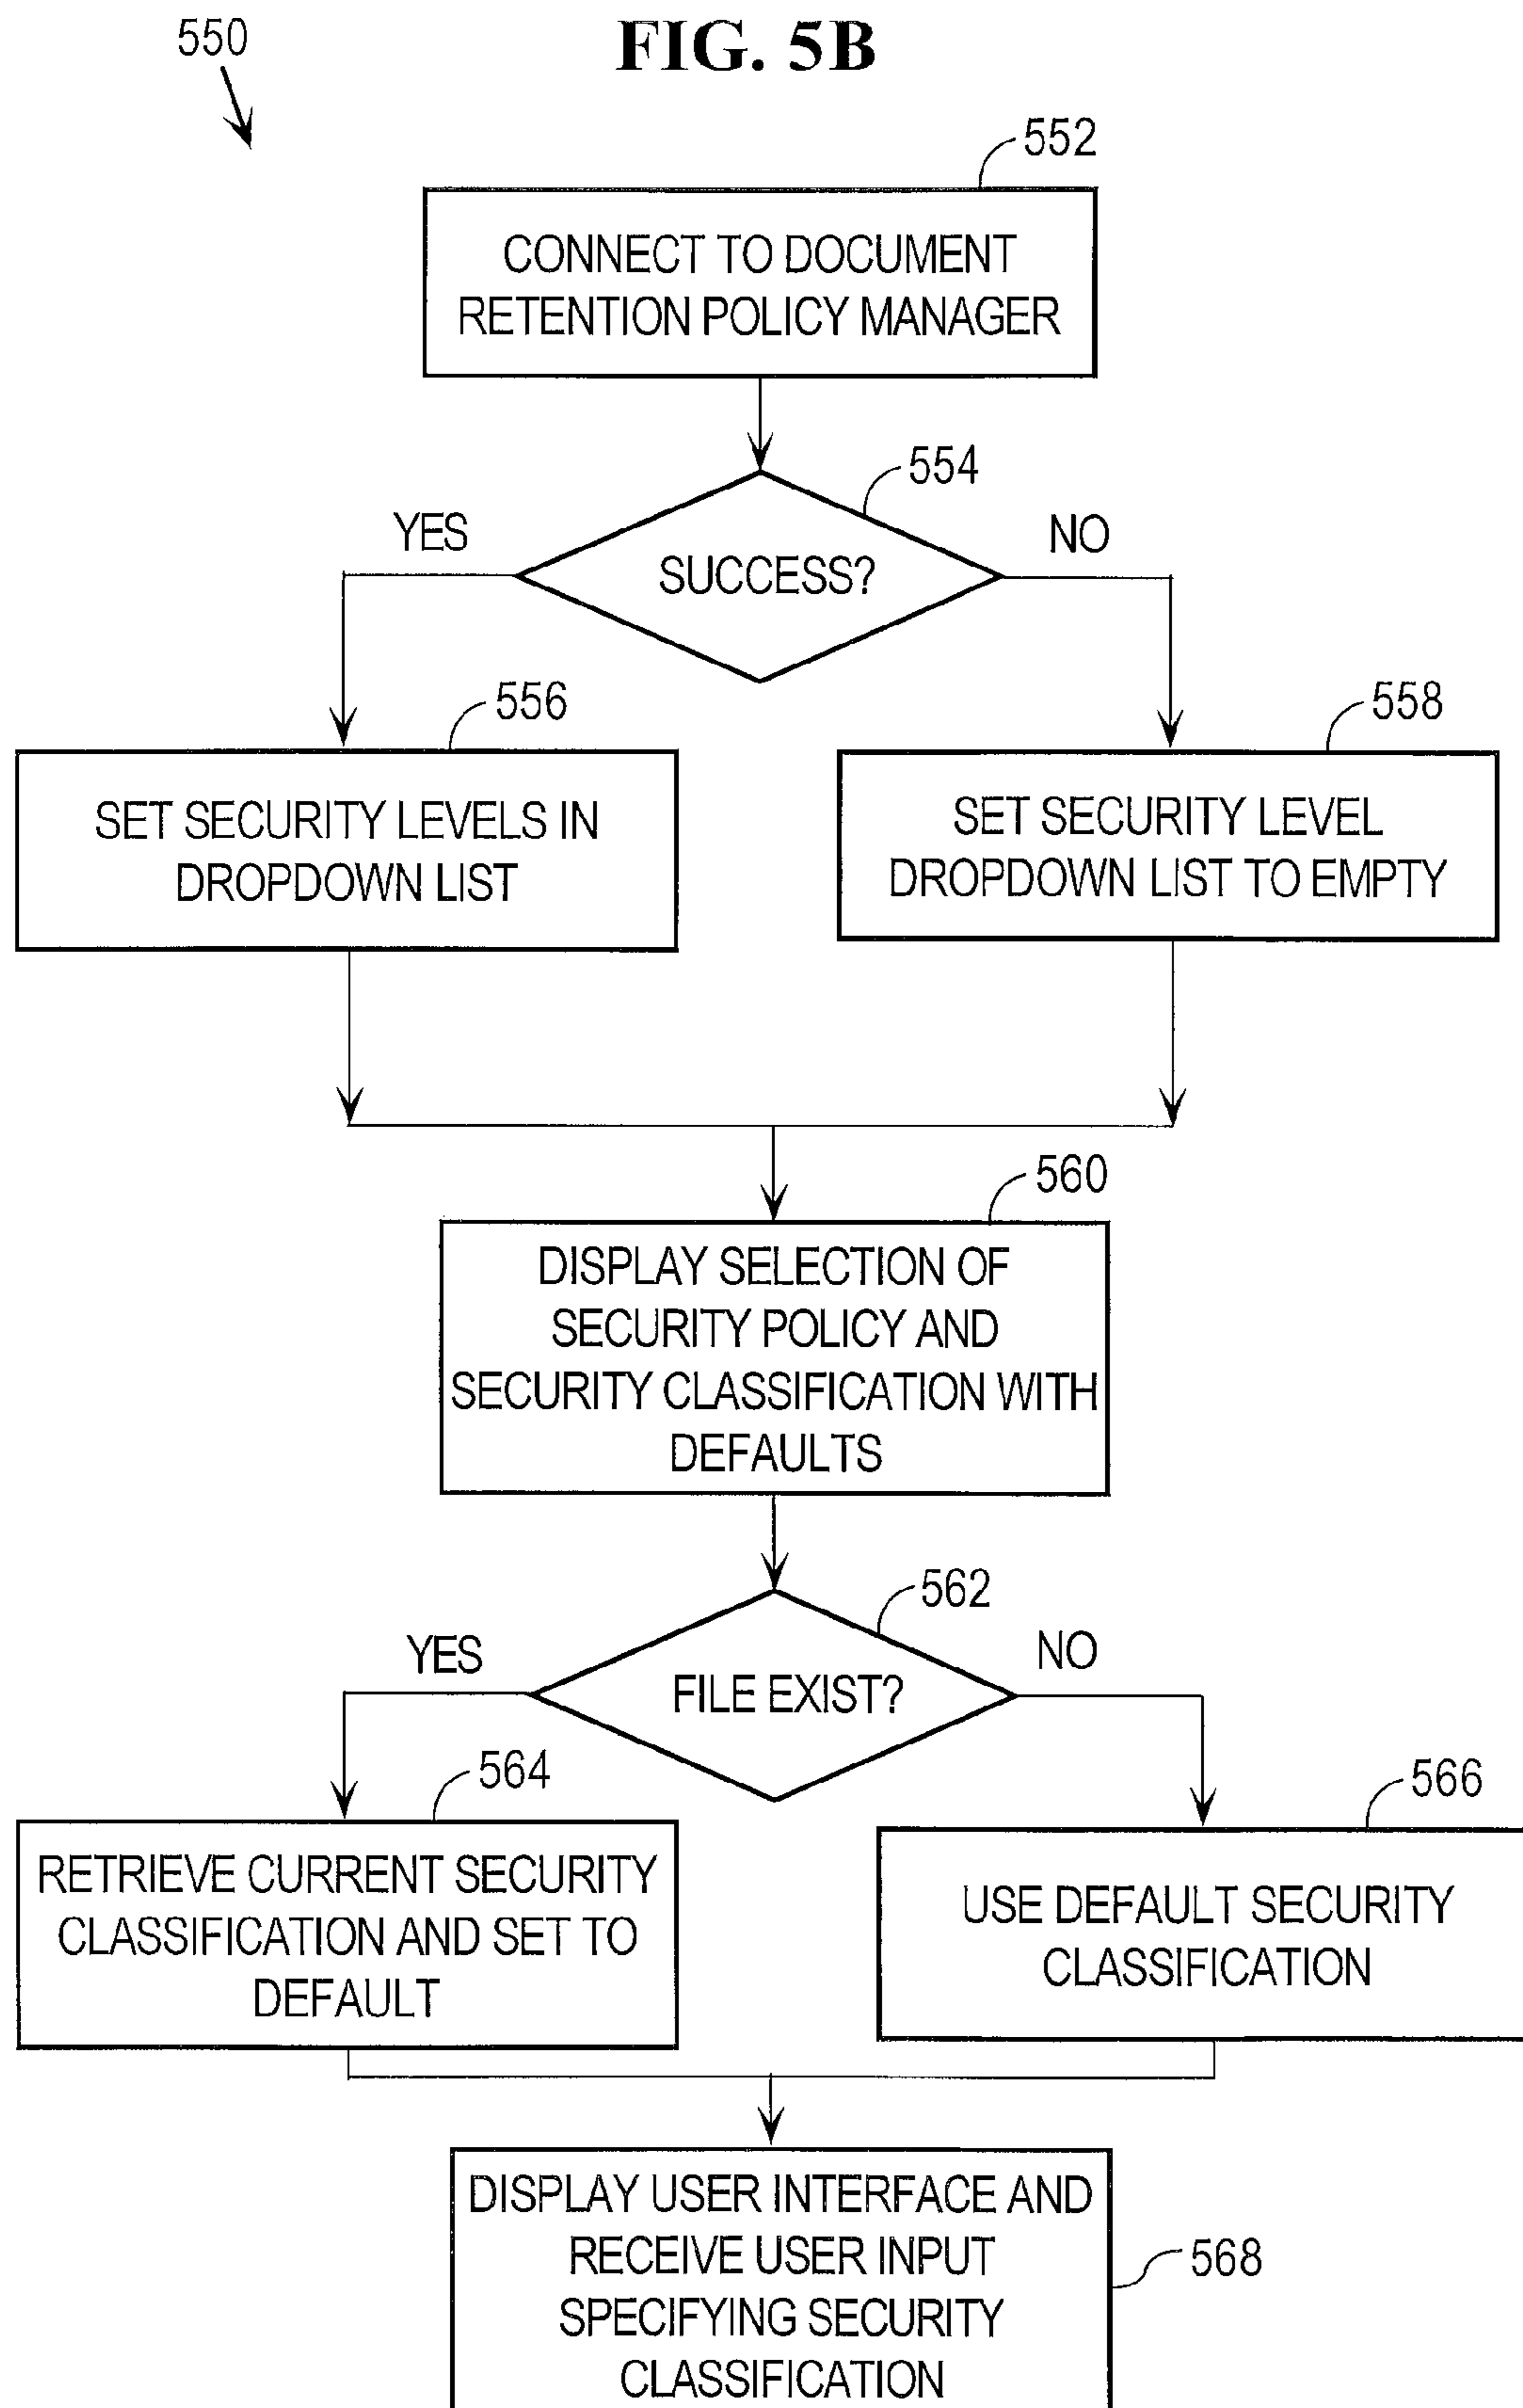 550
FIG. 5B
552
CONNECT TO DOCUMENT
RETENTION POLICY MANAGER
554
YES
NO
SUCCESS?
556
558
SET SECURITY LEVELS IN
DROPDOWN LIST
SET SECURITY LEVEL
DROPDOWN LIST TO EMPTY
560
DISPLAY SELECTION OF
SECURITY POLICY AND
SECURITY CLASSIFICATION WITH
DEFAULTS
562
YES
NO
FILE EXIST?
564
566
RETRIEVE CURRENT SECURITY
CLASSIFICATION AND SET TO
DEFAULT
USE DEFAULT SECURITY
CLASSIFICATION
DISPLAY USER INTERFACE AND
RECEIVE USER INPUT
SPECIFYING SECURITY
CLASSIFICATION
568